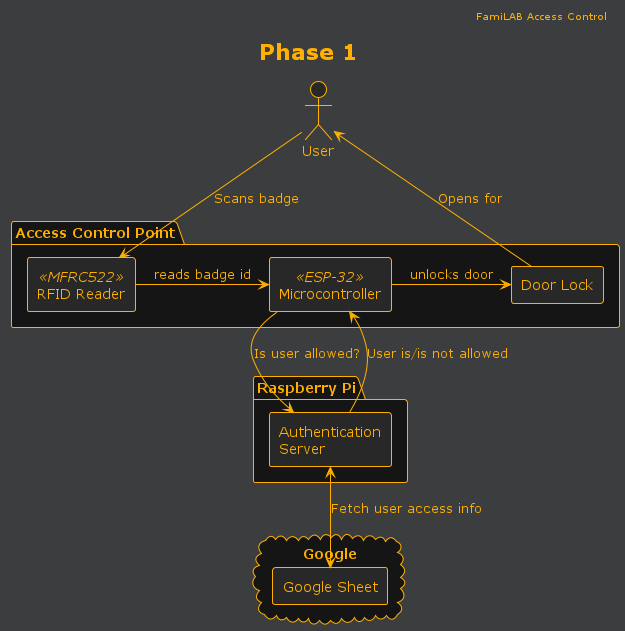 FamiLAB Access Control
Phase 1
User
Scans badge
Opens for
Access Control Point
«MFRC522»
RFID Reader
reads badge id
«ESP-32»
Microcontroller
unlocks door
Door Lock
Is user allowed?
User is/is not allowed
Raspberry Pi
Authentication
Server
Fetch user access info
Google
Google Sheet